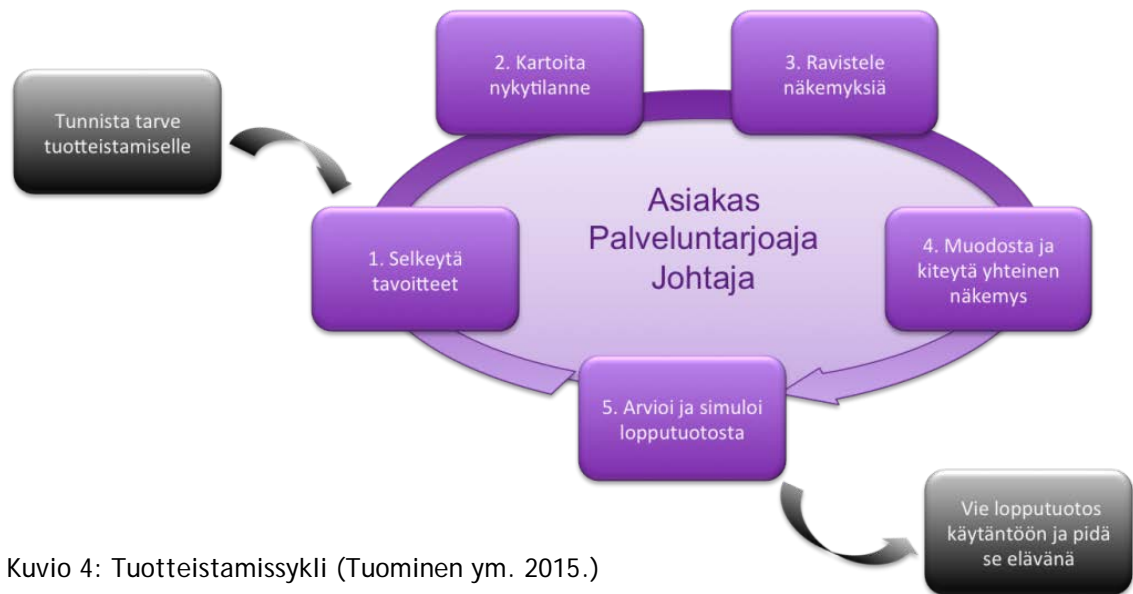 Tunnista tarve
tuotteistamiselle
1. Selkeytä
tavoitteet
2. Kartoita
nykytilanne
3. Ravistele
näkemyksiä
4. Muodosta ja
kiteytä yhteinen
näkemys
5. Arvioi ja simuloi
lopputuotosta
Asiakas
Palveluntarjoaja
Johtaja
Vie lopputuotos
käytäntöön ja pidä
se elävänä
Kuvio 4: Tuotteistamissykli (Tuominen ym. 2015.)